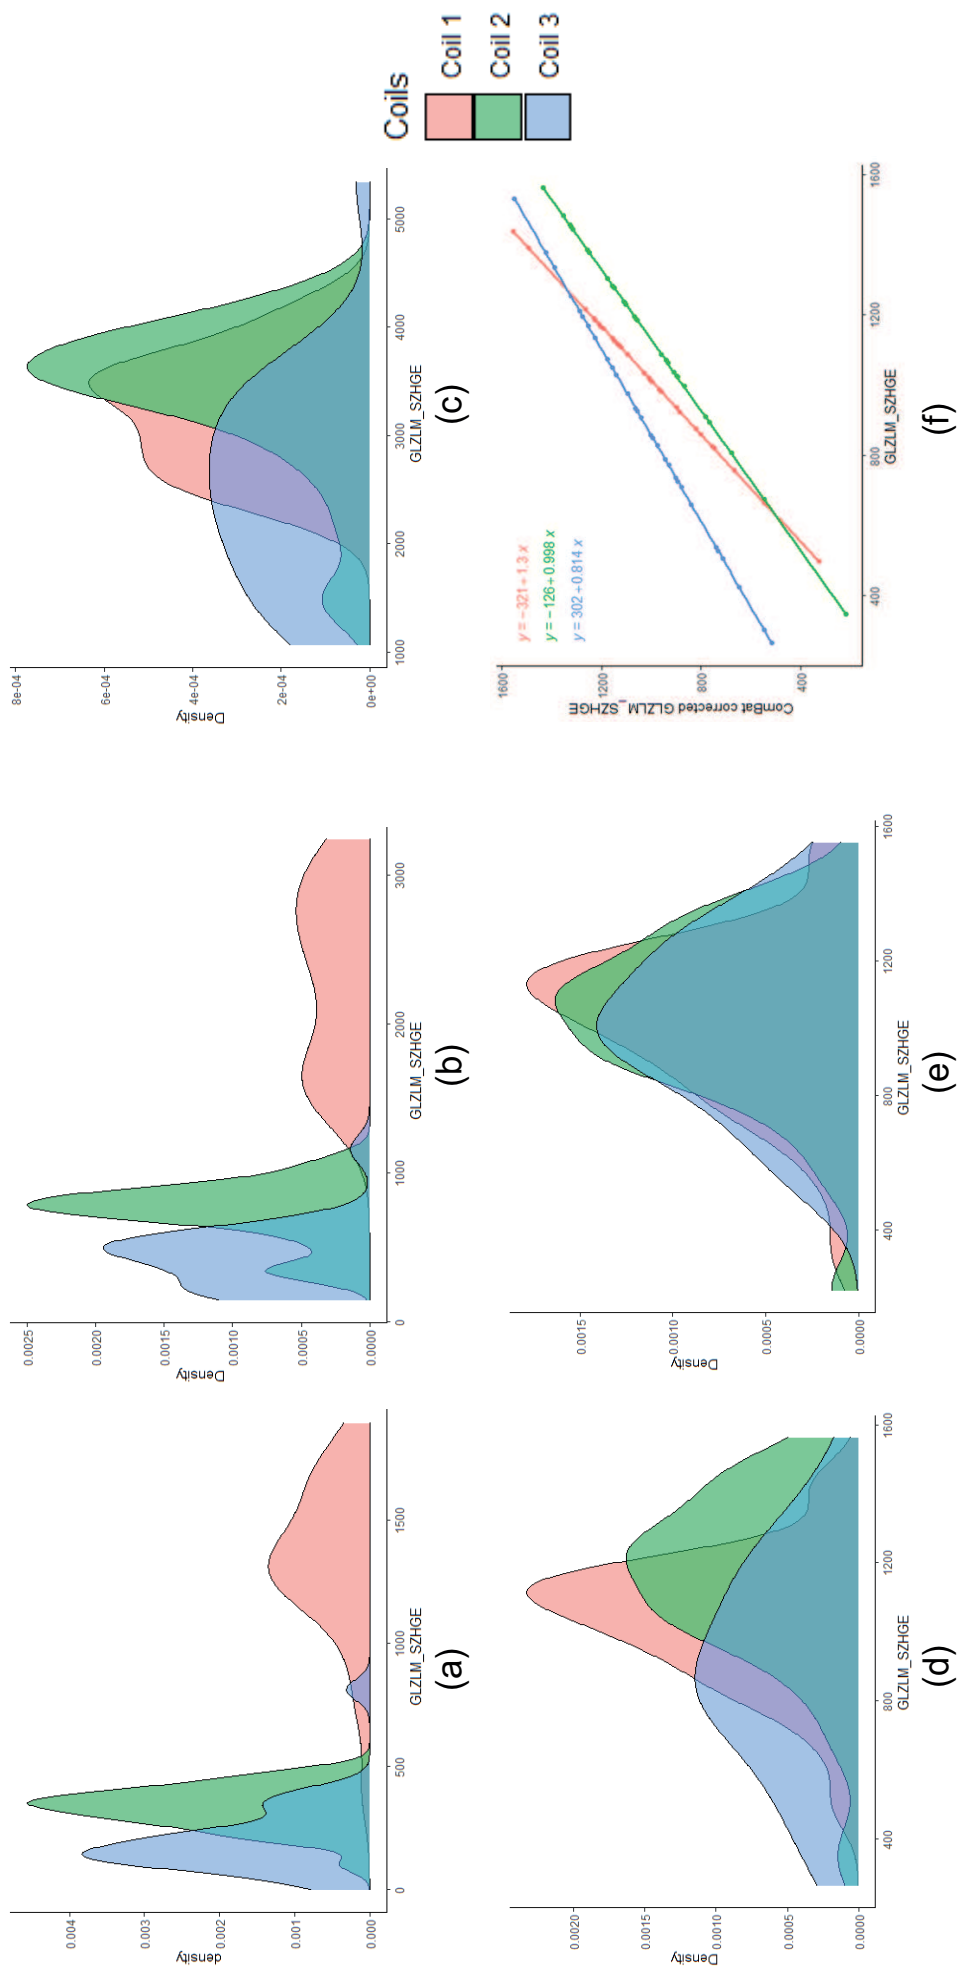 0.004
0.003
0.002
0.001
0.000
density
0
500
1000
1500
GLZLM_SZHGE
(a)
0.0025
0.0020
0.0015
0.0010
0.0005
0.0000
Density
0
1000
2000
3000
GLZLM_SZHGE
(b)
8e-04
6e-04
4e-04
2e-04
0e+00
Density
1000
2000
3000
4000
5000
GLZLM_SZHGE
(c)
Coils
Coil 1
Coil 2
Coil 3
0.0020
0.0015
0.0010
0.0005
0.0000
Density
400
800
1200
1600
GLZLM_SZHGE
(d)
0.0015
0.0010
0.0005
0.0000
Density
400
800
1200
1600
GLZLM_SZHGE
(e)
1600
1200
800
400
ComBat corrected GLZLM_SZHGE
y = −321+1.3 x
y = −126+0.998 x
y = 302+0.814 x
400
800
1200
1600
GLZLM_SZHGE
(f)